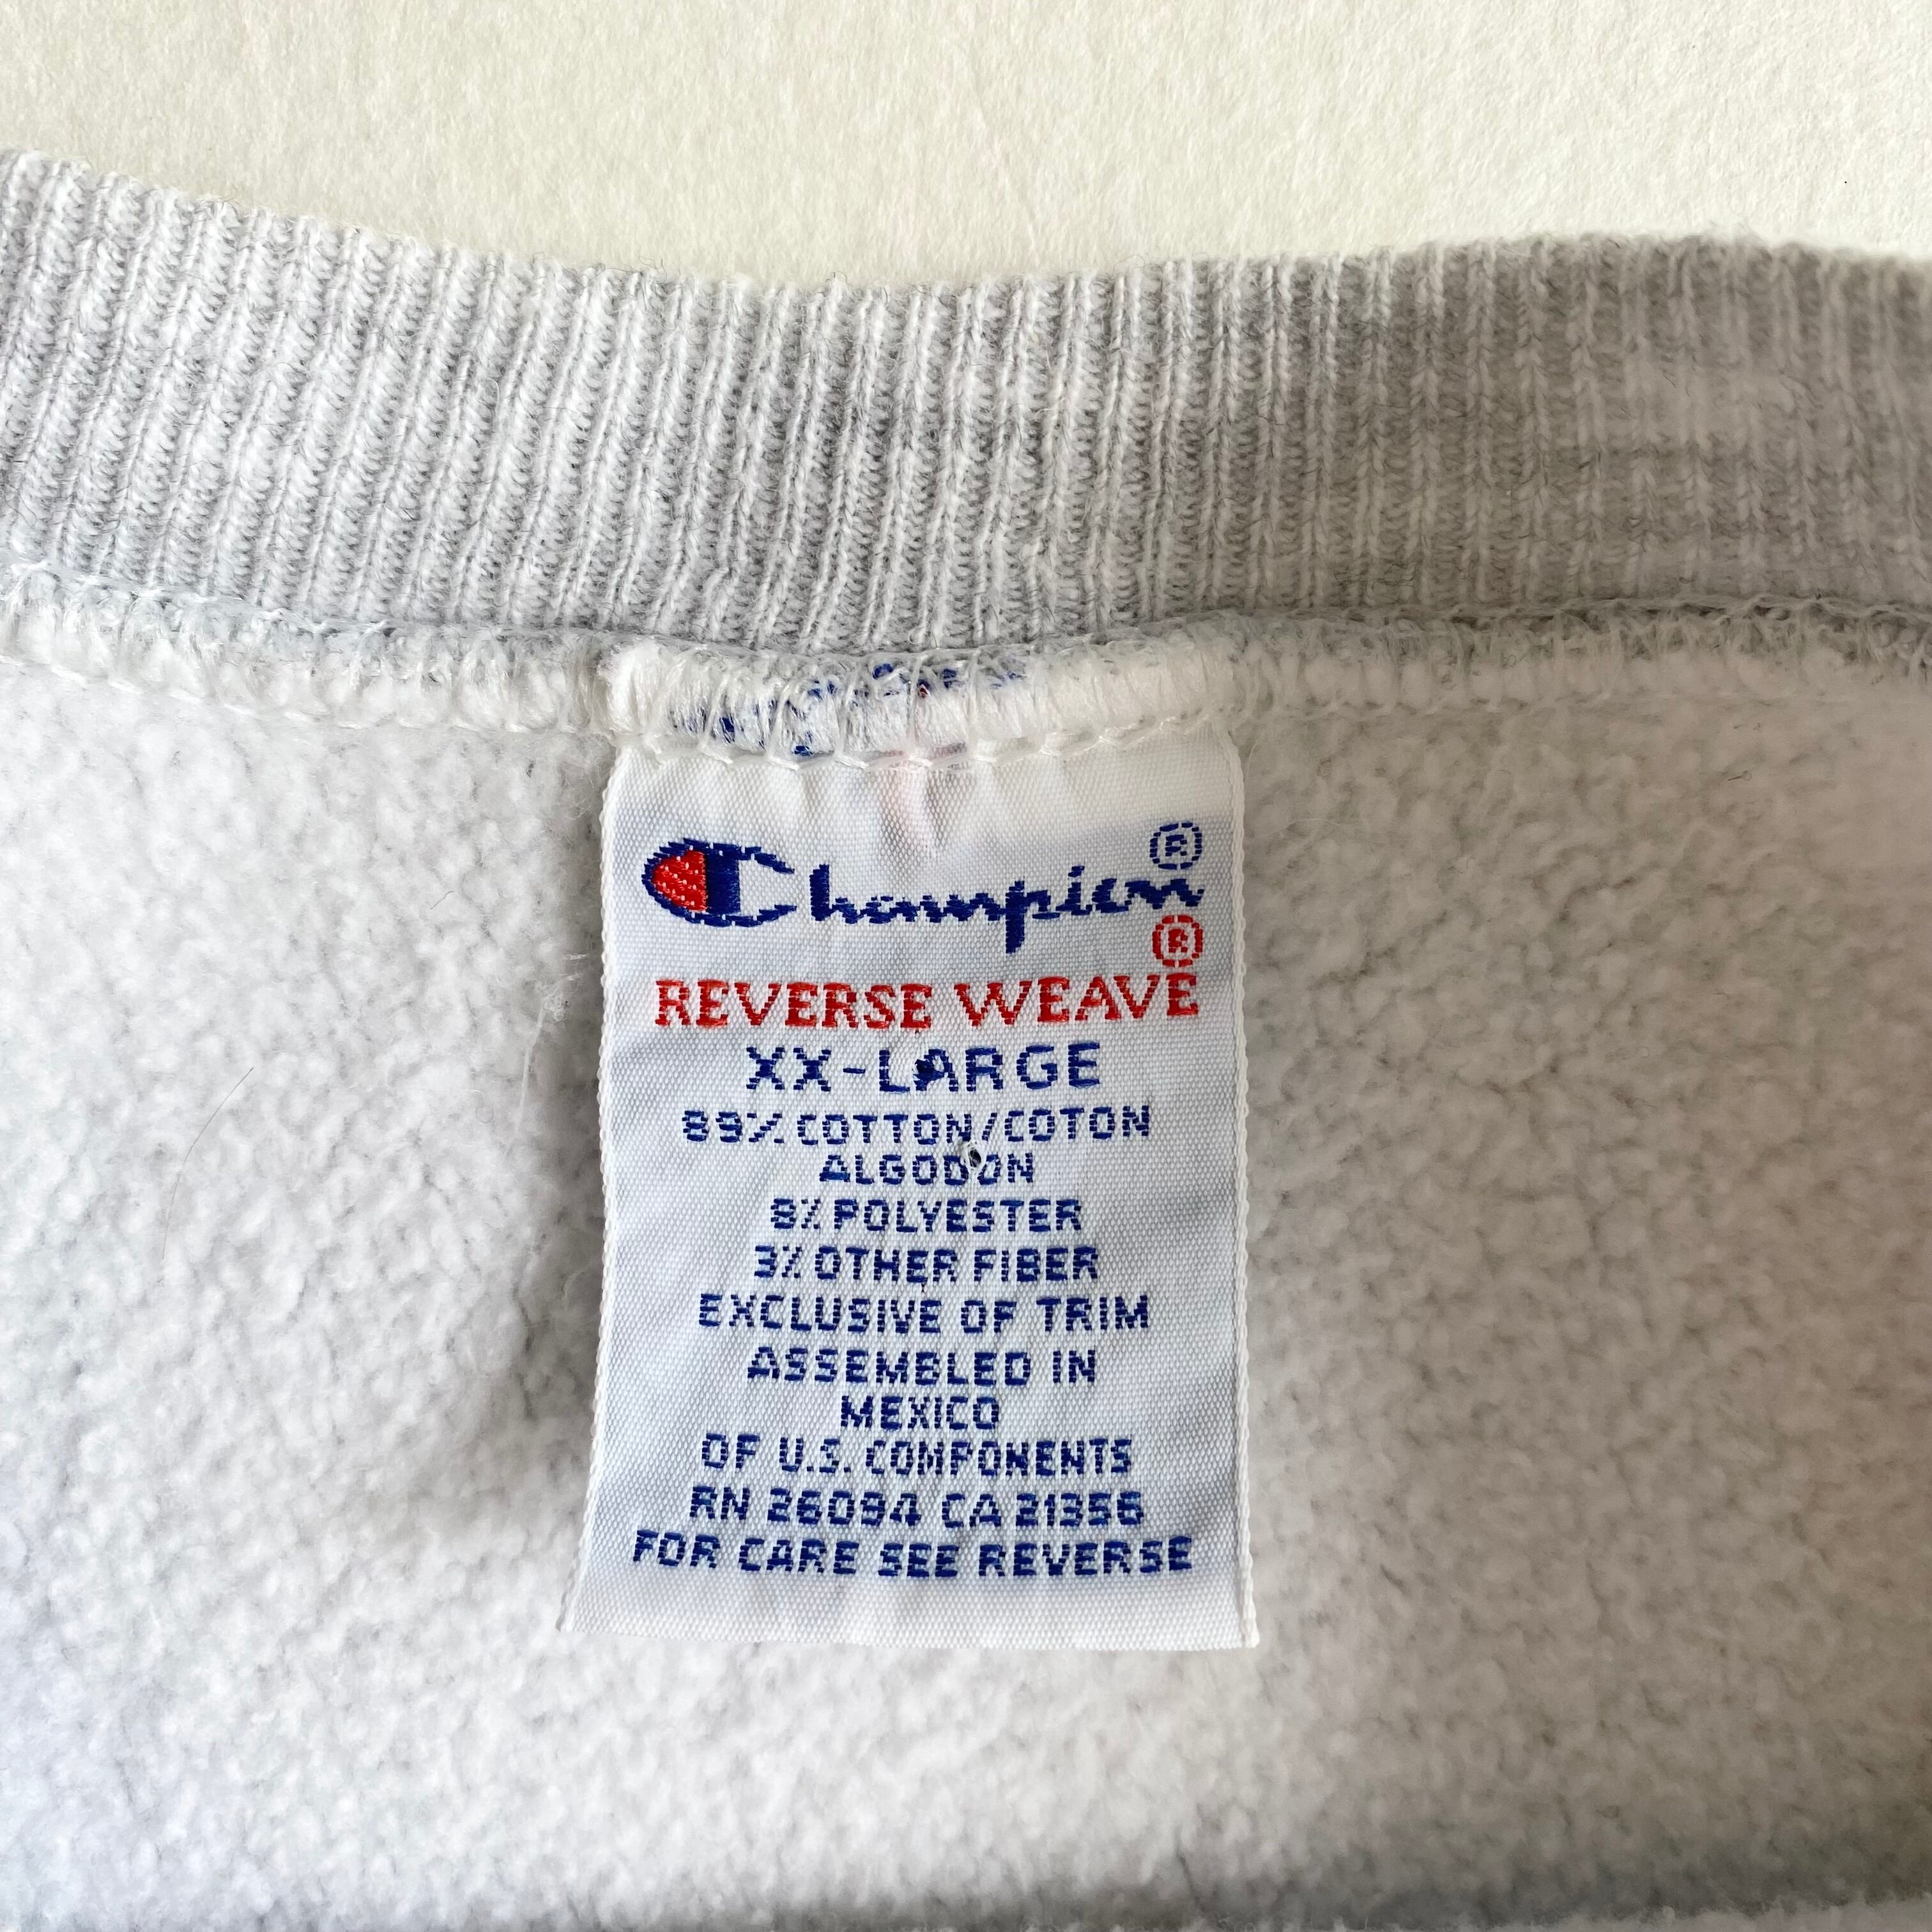 Champion®
®
REVERSE WEAVE
XX-LARGE
89% COTTON/COTON
ALGODON
8% POLYESTER
3% OTHER FIBER
EXCLUSIVE OF TRIM
ASSEMBLED IN
MEXICO
OF U.S. COMPONENTS
RN 26094 CA 21356
FOR CARE SEE REVERSE